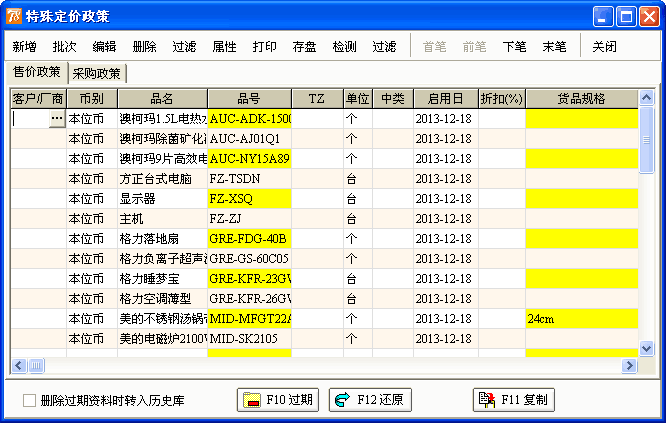 特殊定价政策
新增 批次 编辑 删除 过滤 属性 打印 存盘 检测 过滤 首笔 前笔 下笔 末笔 关闭
售价政策 采购政策
客户/厂商 币别 品名 品号 TZ 单位 中类 启用日 折扣(%) 货品规格
... 本位币 澳柯玛1.5L电热水 AUC-ADK-1500 个 2013-12-18
本位币 澳柯玛除菌矿化 AUC-AJ01Q1 个 2013-12-18
本位币 澳柯玛9片高效电 AUC-NY15A89 个 2013-12-18
本位币 方正台式电脑 FZ-TSDN 台 2013-12-18
本位币 显示器 FZ-XSQ 台 2013-12-18
本位币 主机 FZ-ZJ 台 2013-12-18
本位币 格力落地扇 GRE-FDG-40B 个 2013-12-18
本位币 格力负离子超声 GRE-GS-60C05 个 2013-12-18
本位币 格力睡梦宝 GRE-KFR-23GW 台 2013-12-18
本位币 格力空调薄型 GRE-KFR-26GW 台 2013-12-18
本位币 美的不锈钢汤锅 MID-MFGT22A 个 2013-12-18 24cm
本位币 美的电磁炉2100W MID-SK2105 个 2013-12-18
删除过期资料时转入历史库 F10 过期 F12 还原 F11 复制